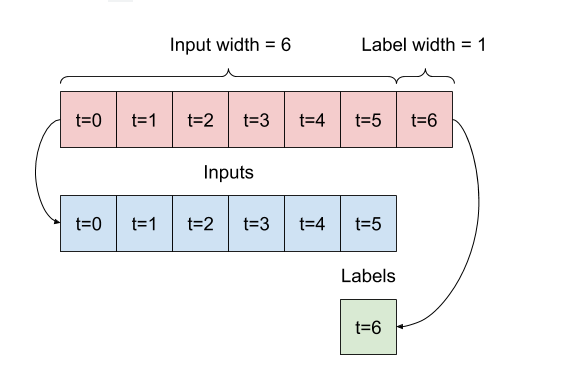 Input width = 6 Label width = 1
t=0 t=1 t=2 t=3 t=4 t=5 t=6
Inputs
t=0 t=1 t=2 t=3 t=4 t=5
Labels
t=6